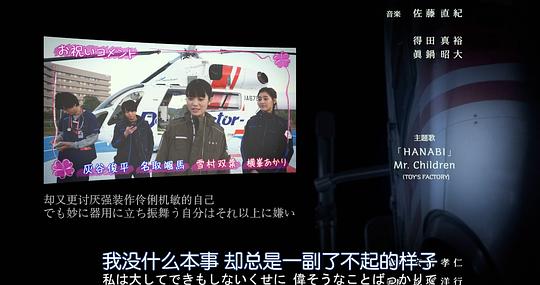 音楽 佐藤直紀
得田真裕
眞鍋昭大
お祝いコメント
灰谷俊平 名取颯馬 雪村双葉 横峯あかり
主題歌
「HANABI」
Mr. Children
(TOY'S FACTORY)
却又更讨厌强装作伶俐机敏的自己
でも妙に器用に立ち振舞う自分はそれ以上に嫌い
我没什么本事 却总是一副了不起的样子
私は大してできもしないくせに 偉そうなことばっかりで
孝仁
洋行